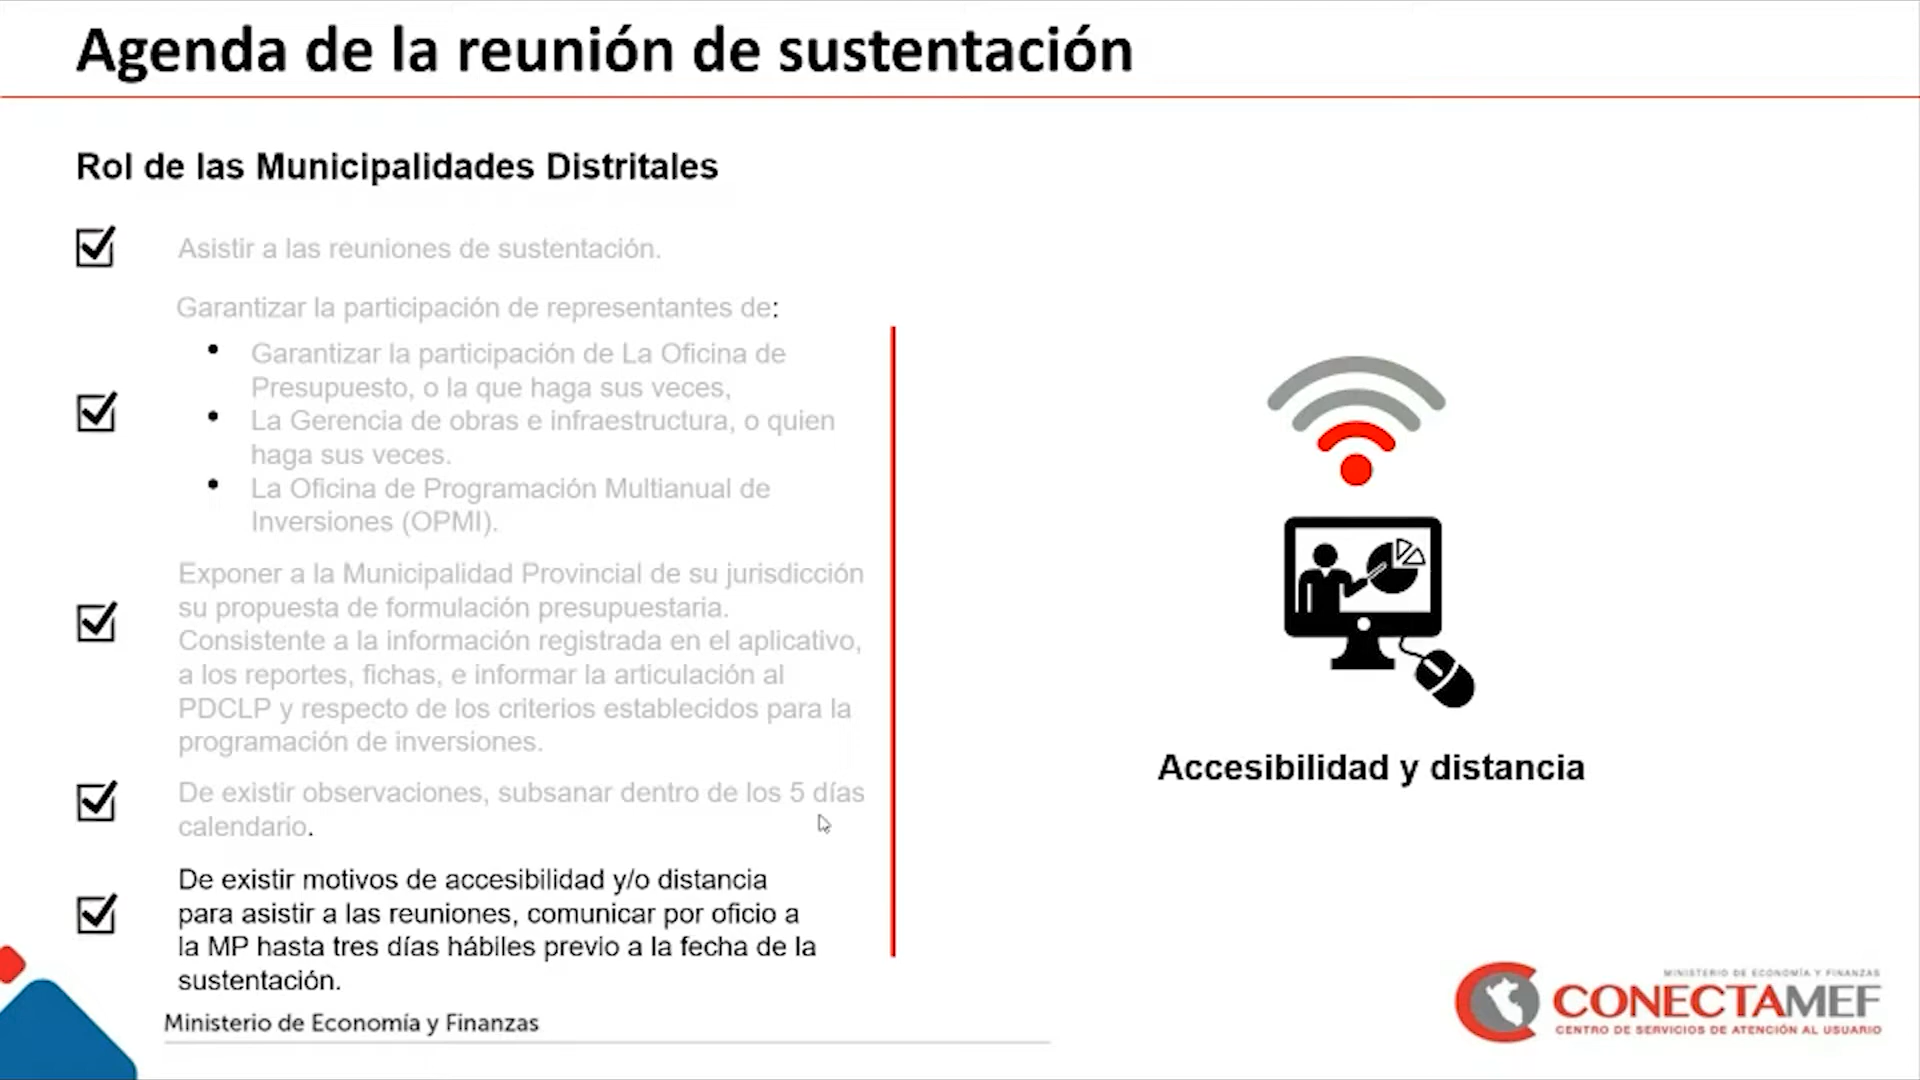 Agenda de la reunión de sustentación
Rol de las Municipalidades Distritales
Asistir a las reuniones de sustentación.
Garantizar la participación de representantes de:
• Garantizar la participación de La Oficina de
Presupuesto, o la que haga sus veces,
• La Gerencia de obras e infraestructura, o quien
haga sus veces.
• La Oficina de Programación Multianual de
Inversiones (OPMI).
Exponer a la Municipalidad Provincial de su jurisdicción
su propuesta de formulación presupuestaria.
Consistente a la información registrada en el aplicativo,
a los reportes, fichas, e informar la articulación al
PDCLP y respecto de los criterios establecidos para la
programación de inversiones.
De existir observaciones, subsanar dentro de los 5 días
calendario.
De existir motivos de accesibilidad y/o distancia
para asistir a las reuniones, comunicar por oficio a
la MP hasta tres días hábiles previo a la fecha de la
sustentación.
Accesibilidad y distancia
Ministerio de Economía y Finanzas
MINISTERIO DE ECONOMÍA Y FINANZAS
CONECTAMEF
CENTRO DE SERVICIOS DE ATENCIÓN AL USUARIO